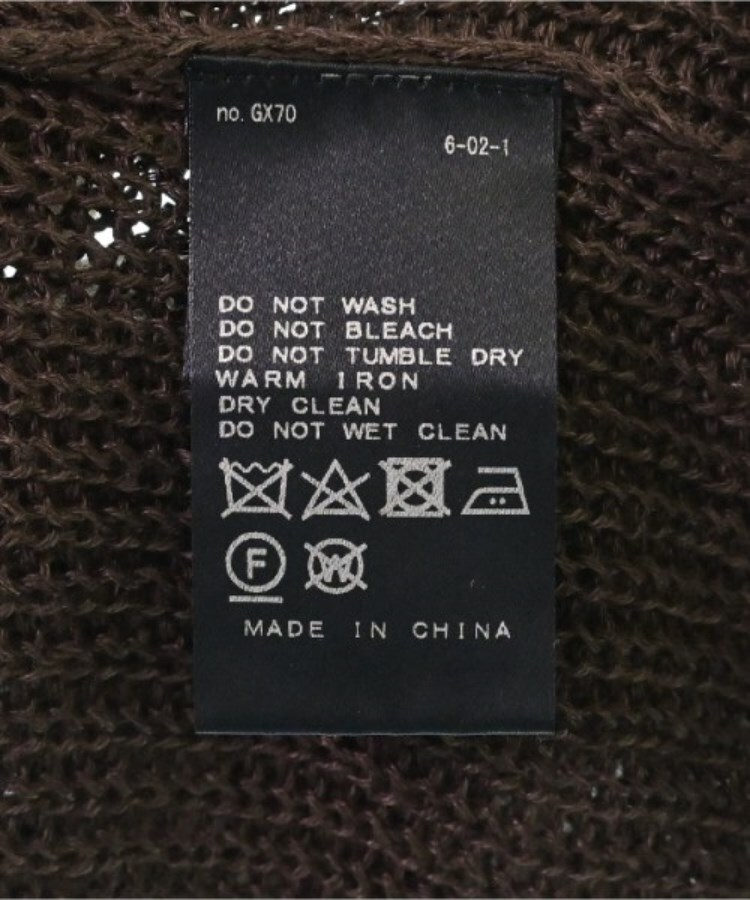 no. GX70
6-02-1
DO NOT WASH
DO NOT BLEACH
DO NOT TUMBLE DRY
WARM IRON
DRY CLEAN
DO NOT WET CLEAN
F W
MADE IN CHINA